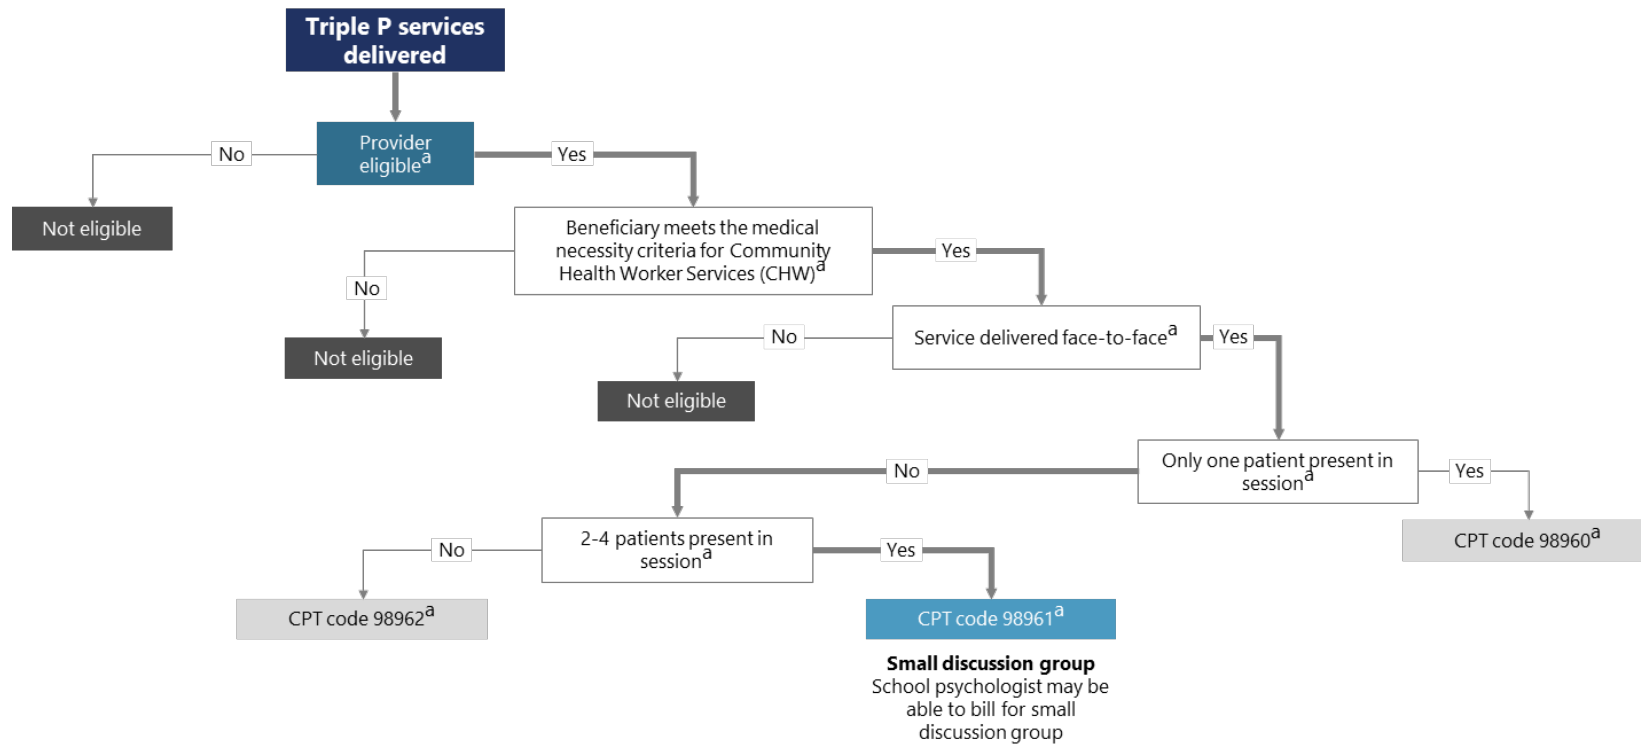 Triple P services
delivered
Provider
eligibleª
No
Yes
Not eligible
Beneficiary meets the medical
necessity criteria for Community
Health Worker Services (CHW)ª
No
Yes
Not eligible
Service delivered face-to-faceª
No
Yes
Not eligible
Only one patient present in
sessionª
No
Yes
2-4 patients present in
sessionª
CPT code 98960ª
No
Yes
CPT code 98962ª
CPT code 98961ª
Small discussion group
School psychologist may be
able to bill for small
discussion group